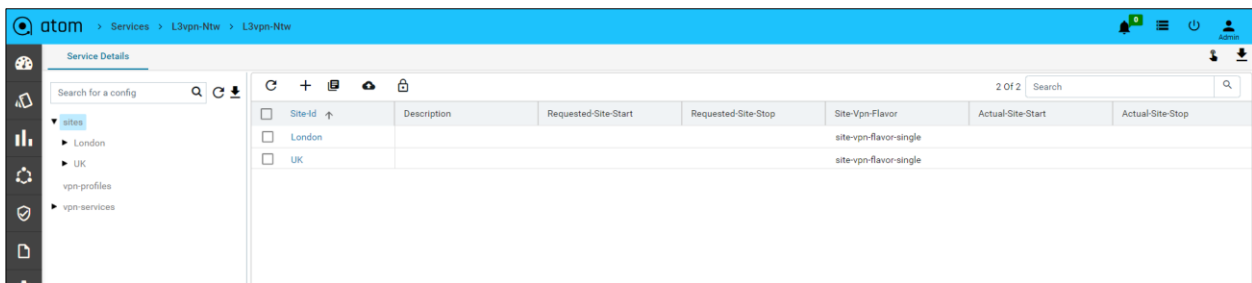 atom > Services > L3vpn-Ntw > L3vpn-Ntw
0
Admin
Service Details
Search for a config
2 Of 2 Search
Site-Id Description Requested-Site-Start Requested-Site-Stop Site-Vpn-Flavor Actual-Site-Start Actual-Site-Stop
sites
London site-vpn-flavor-single
London
UK site-vpn-flavor-single
UK
vpn-profiles
vpn-services